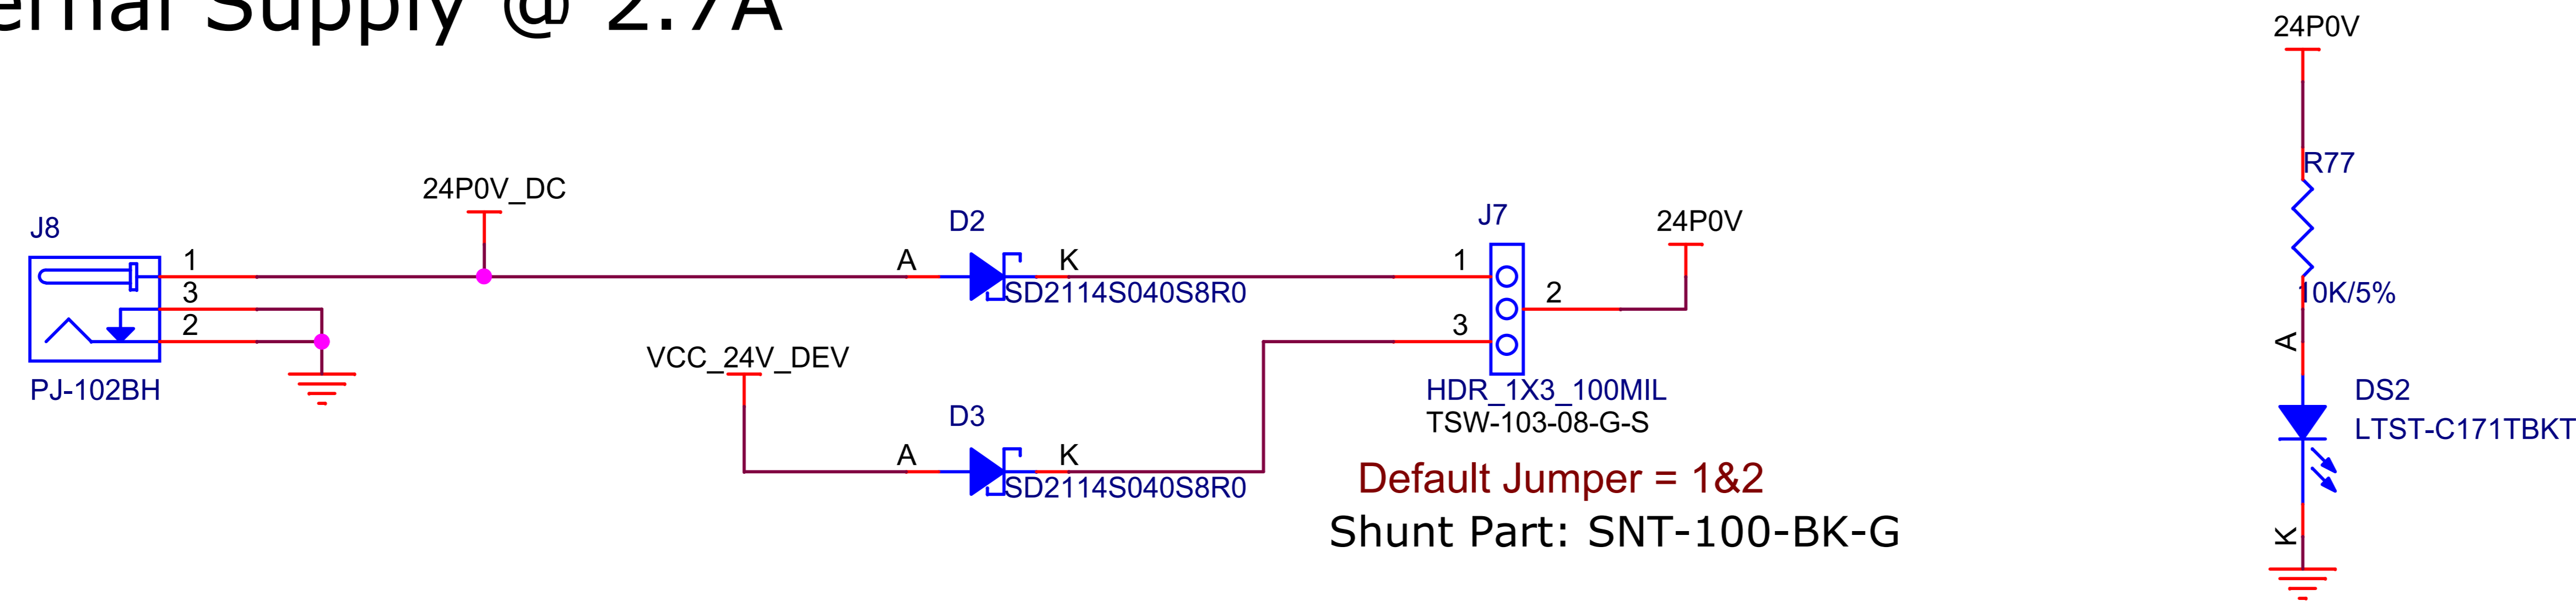 Supply @ 2.7A
24P0V
R77
10K/5%
A
DS2
LTST-C171TBKT
K
24P0V_DC
J8
1
3
2
PJ-102BH
D2
A
K
SD2114S040S8R0
VCC_24V_DEV
D3
A
K
SD2114S040S8R0
J7
24P0V
1
2
3
HDR_1X3_100MIL
TSW-103-08-G-S
Default Jumper = 1&2
Shunt Part: SNT-100-BK-G